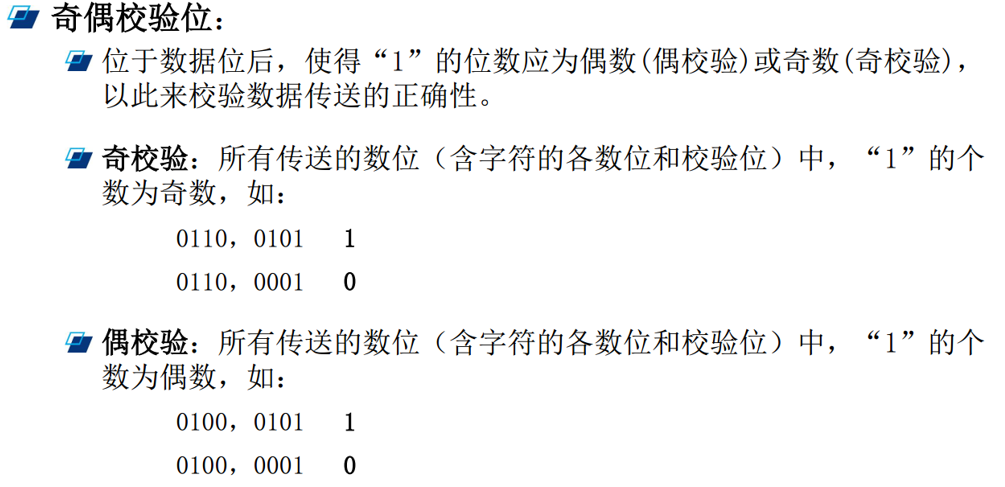 奇偶校验位：
位于数据位后，使得“1”的位数应为偶数(偶校验)或奇数(奇校验)，
以此来校验数据传送的正确性。
奇校验：所有传送的数位（含字符的各数位和校验位）中，“1”的个
数为奇数，如：
0110，0101 1
0110，0001 0
偶校验：所有传送的数位（含字符的各数位和校验位）中，“1”的个
数为偶数，如：
0100，0101 1
0100，0001 0